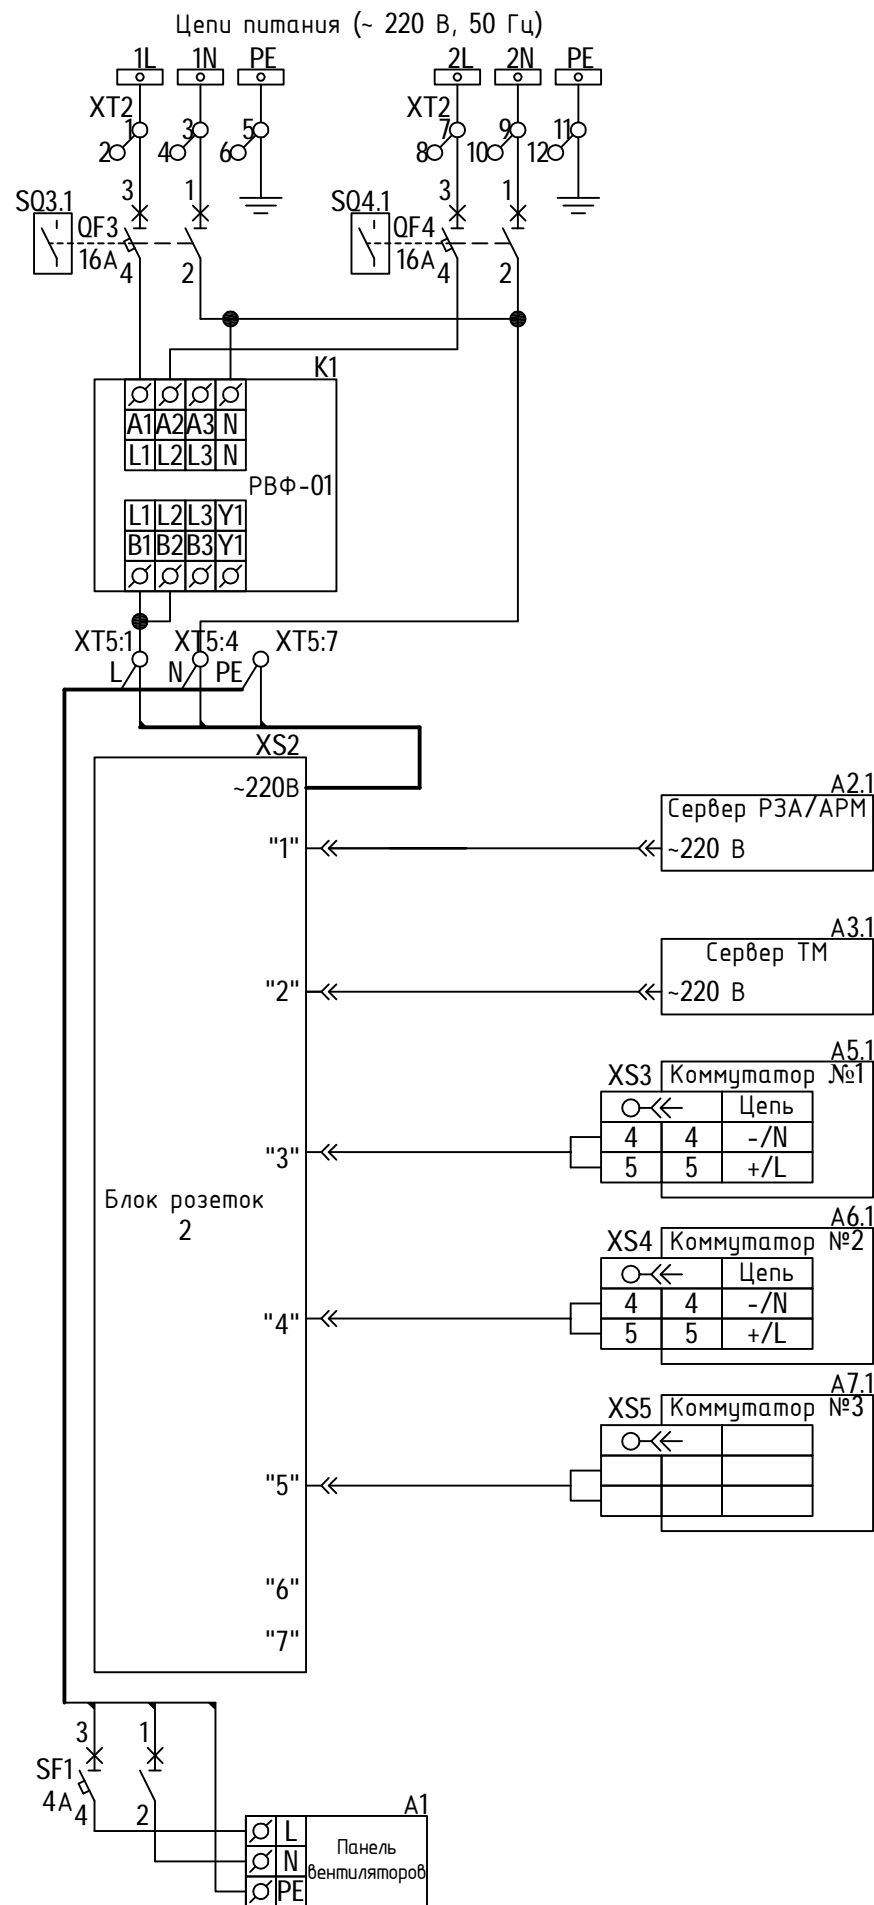 Цепи питания (~ 220 В, 50 Гц)
1L 1N PE 2L 2N PE
XT2 XT2
1 3 5 7 9 11
2 4 6 8 10 12
3 1 3 1
SQ3.1 SQ4.1
QF3 QF4
16A 16A
4 2 4 2
K1
A1 A2 A3 N
L1 L2 L3 N
РВФ-01
L1 L2 L3 Y1
B1 B2 B3 Y1
XT5:1 XT5:4 XT5:7
L N PE
XS2
~220В
A2.1
Сервер РЗА/АРМ
"1" ~220 В
A3.1
Сервер ТМ
"2" ~220 В
A5.1
XS3 Коммутатор №1
Цепь
4 4 -/N
"3"
5 5 +/L
Блок розеток
2
A6.1
XS4 Коммутатор №2
Цепь
4 4 -/N
"4"
5 5 +/L
A7.1
XS5 Коммутатор №3
"5"
"6"
"7"
3 1
SF1
4A
4 2
A1
L
N
PE
Панель
вентиляторов